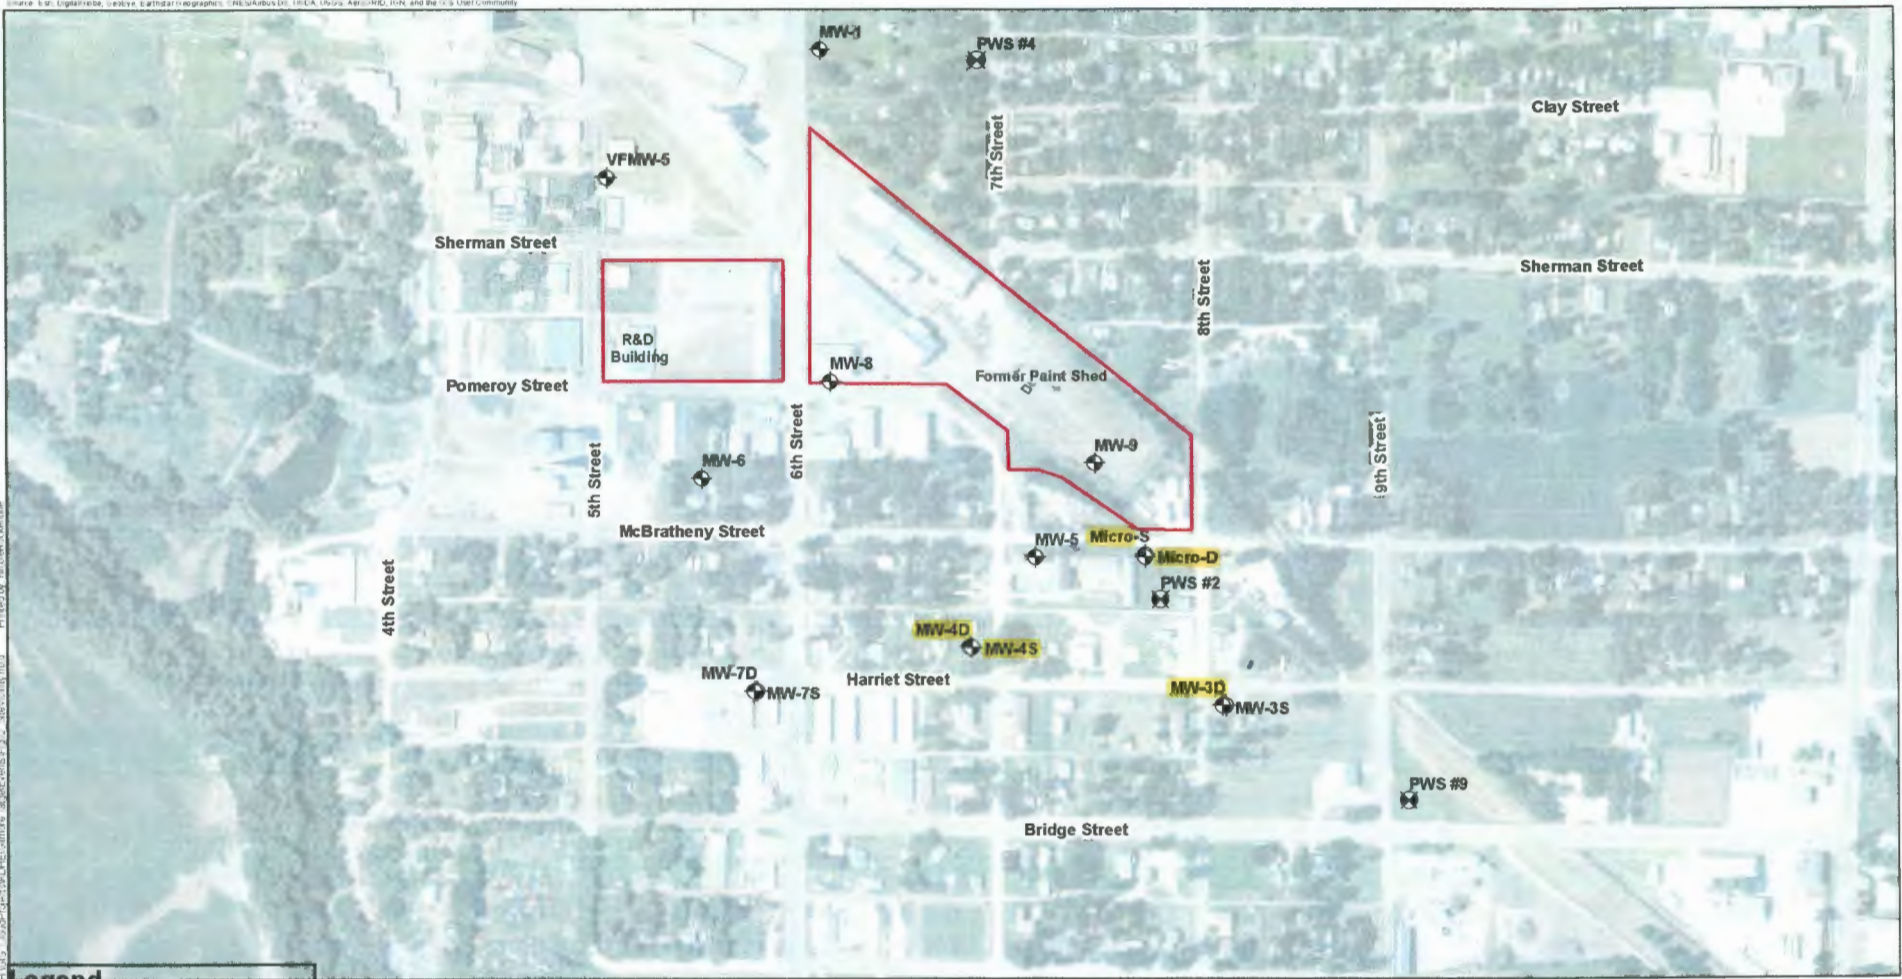 MW-1
PWS #4
Clay Street
7th Street
VFMW-5
Sherman Street
Sherman Street
8th Street
R&D
Building
MW-8
Former Paint Shed
Pomeroy Street
6th Street
5th Street
9th Street
MW-9
MW-6
McBratheny Street
MW-5
Micro-S
Micro-D
PWS #2
4th Street
MW-4D
MW-4S
MW-7D
MW-7S
Harriet Street
MW-3D
MW-3S
PWS #9
Bridge Street